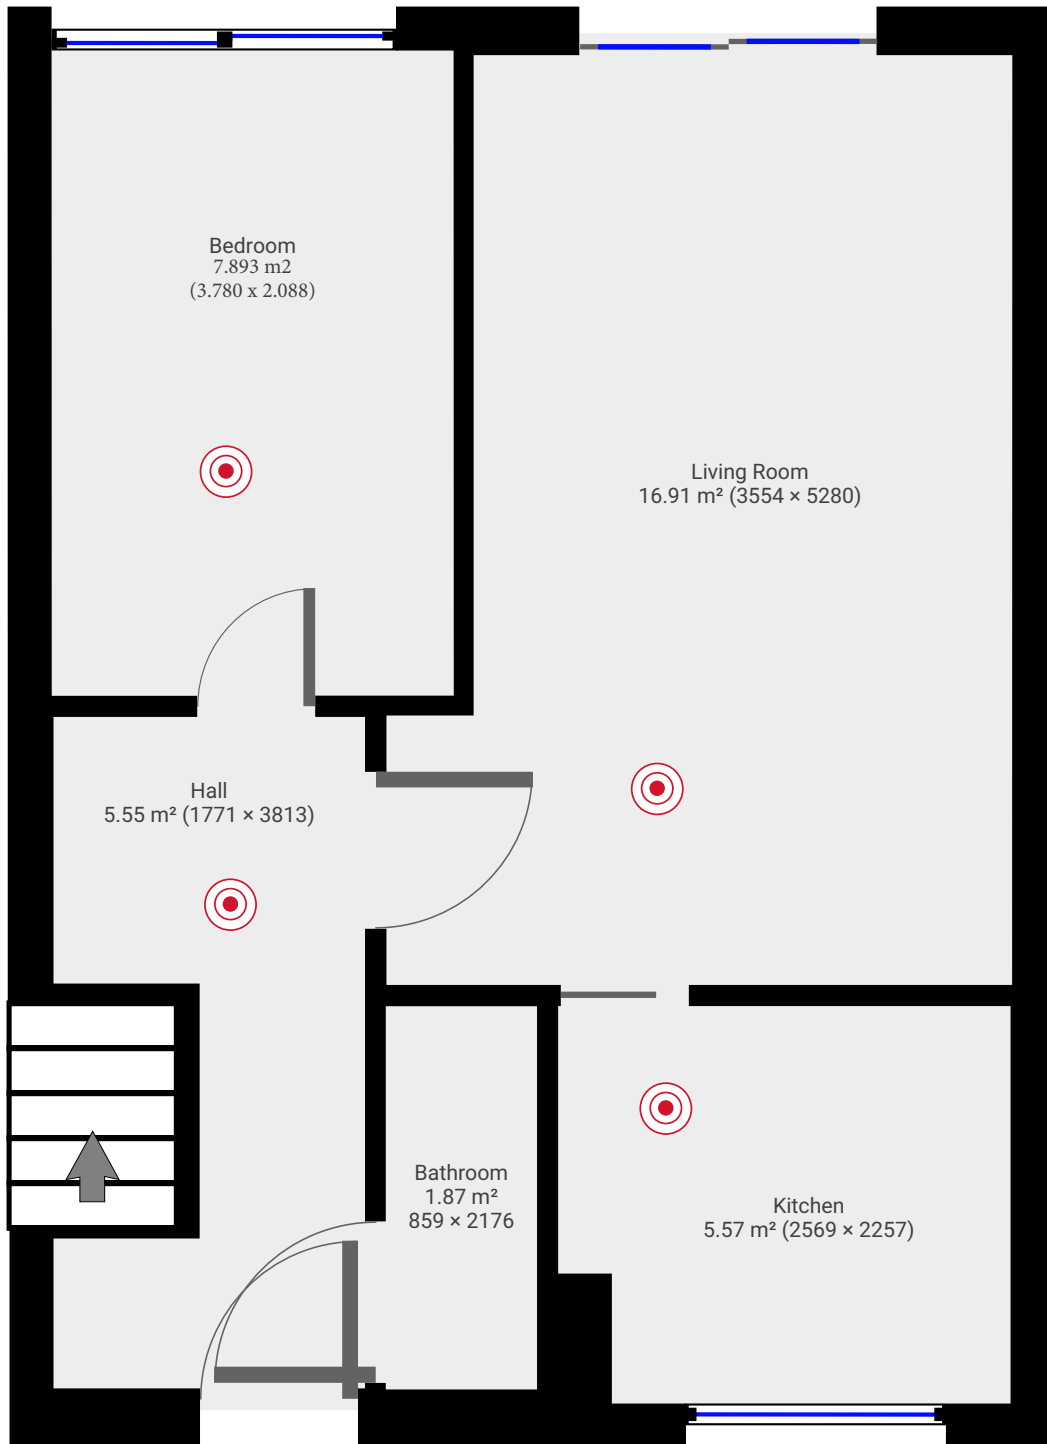 Bedroom
7.893 m2
(3.780 x 2.088)
Living Room
16.91 m² (3554 × 5280)
Hall
5.55 m² (1771 × 3813)
Bathroom
1.87 m²
859 × 2176
Kitchen
5.57 m² (2569 × 2257)